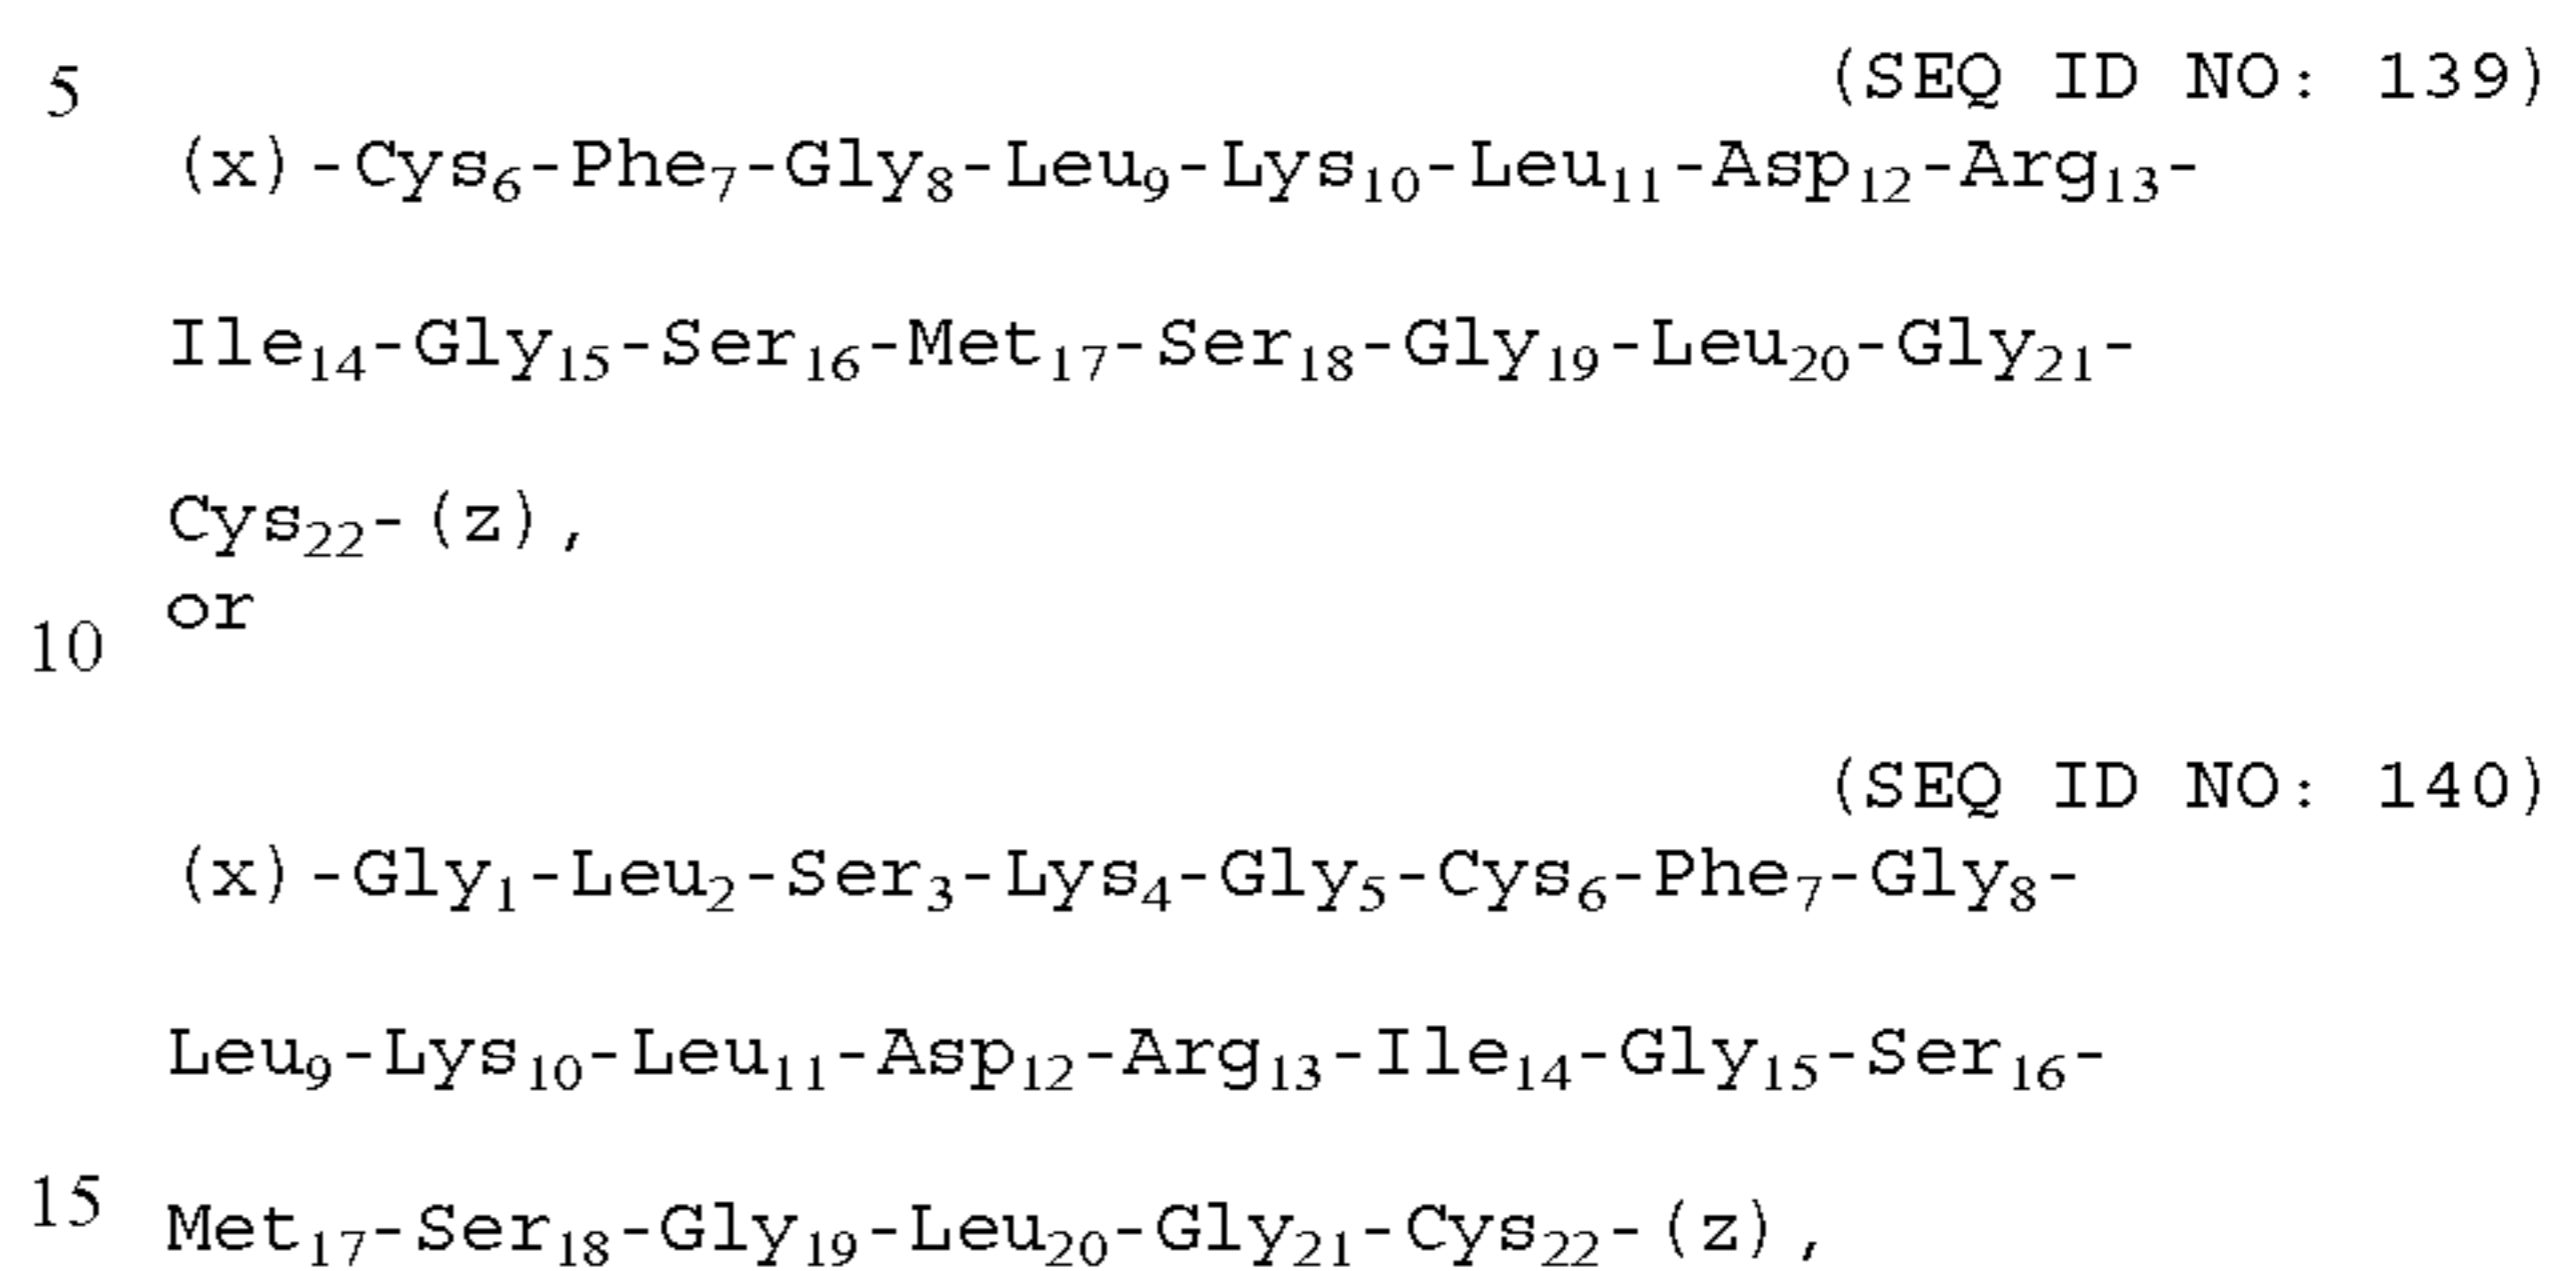 5 (SEQ ID NO: 139)
(x)-Cys₆-Phe₇-Gly₈-Leu₉-Lys₁₀-Leu₁₁-Asp₁₂-Arg₁₃-
Ile₁₄-Gly₁₅-Ser₁₆-Met₁₇-Ser₁₈-Gly₁₉-Leu₂₀-Gly₂₁-
Cys₂₂-(z),
or
10
(SEQ ID NO: 140)
(x)-Gly₁-Leu₂-Ser₃-Lys₄-Gly₅-Cys₆-Phe₇-Gly₈-
Leu₉-Lys₁₀-Leu₁₁-Asp₁₂-Arg₁₃-Ile₁₄-Gly₁₅-Ser₁₆-
15 Met₁₇-Ser₁₈-Gly₁₉-Leu₂₀-Gly₂₁-Cys₂₂-(z),